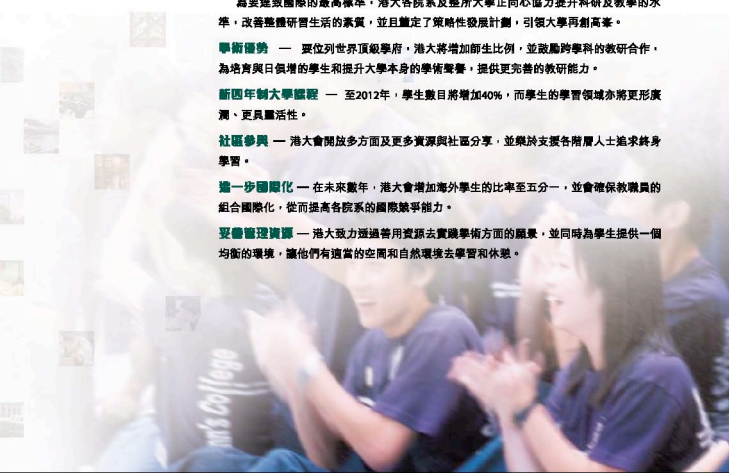 為要達致國際的最高標準，港大各院系及整所大學正同心協力提升科研及教學的水
準，改善整體研習生活的素質，並且釐定了策略性發展計劃，引領大學再創高峯。
學術優勢 — 要位列世界頂級學府，港大將增加師生比例，並鼓勵跨學科的教研合作，
為培育與日俱增的學生和提升大學本身的學術聲譽，提供更完善的教研能力。
新四年制大學課程 — 至2012年，學生數目將增加40%，而學生的學習領域亦將更形廣
濶、更具靈活性。
社區參與 — 港大會開放多方面及更多資源與社區分享，並樂於支援各階層人士追求終身
學習。
進一步國際化 — 在未來數年，港大會增加海外學生的比率至五分一，並會確保教職員的
組合國際化，從而提高各院系的國際競爭能力。
妥善管理資源 — 港大致力透過善用資源去實踐學術方面的願景，並同時為學生提供一個
均衡的環境，讓他們有適當的空間和自然環境去學習和休憩。
nn's College